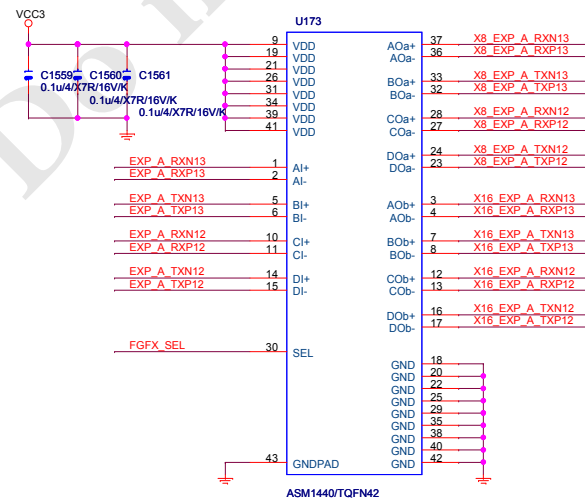 VCC3
U173
C1559
0.1u/4/X7R/16V/K
C1560
0.1u/4/X7R/16V/K
C1561
0.1u/4/X7R/16V/K
9 VDD
19 VDD
21 VDD
26 VDD
31 VDD
34 VDD
39 VDD
41 VDD
EXP_A_RXN13 1 AI+
EXP_A_RXP13 2 AI-
EXP_A_TXN13 5 BI+
EXP_A_TXP13 6 BI-
EXP_A_RXN12 10 CI+
EXP_A_RXP12 11 CI-
EXP_A_TXN12 14 DI+
EXP_A_TXP12 15 DI-
FGFX_SEL 30 SEL
43 GNDPAD
AOa+ 37 X8_EXP_A_RXN13
AOa- 36 X8_EXP_A_RXP13
BOa+ 33 X8_EXP_A_TXN13
BOa- 32 X8_EXP_A_TXP13
COa+ 28 X8_EXP_A_RXN12
COa- 27 X8_EXP_A_RXP12
DOa+ 24 X8_EXP_A_TXN12
DOa- 23 X8_EXP_A_TXP12
AOb+ 3 X16_EXP_A_RXN13
AOb- 4 X16_EXP_A_RXP13
BOb+ 7 X16_EXP_A_TXN13
BOb- 8 X16_EXP_A_TXP13
COb+ 12 X16_EXP_A_RXN12
COb- 13 X16_EXP_A_RXP12
DOb+ 16 X16_EXP_A_TXN12
DOb- 17 X16_EXP_A_TXP12
GND 18
GND 20
GND 22
GND 25
GND 29
GND 35
GND 38
GND 40
GND 42
ASM1440/TQFN42
Do